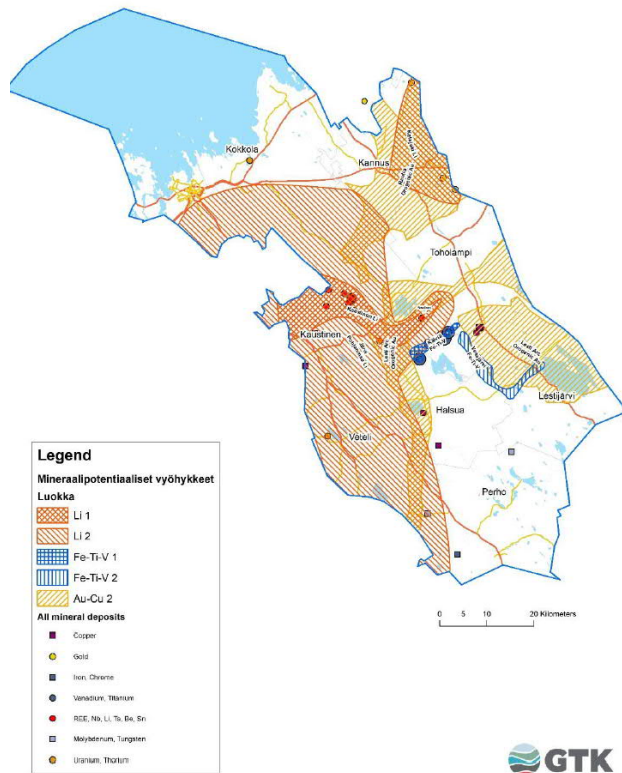 Kokkola
Kannus
Toholampi
Kaustinen
Kaustinen Li
Lestijärvi
Halsua
Veteli
Perho
Legend
Mineraalipotentiaaliset vyöhykkeet
Luokka
Li 1
Li 2
Fe-Ti-V 1
Fe-Ti-V 2
Au-Cu 2
All mineral deposits
Copper
Gold
Iron, Chrome
Vanadium, Titanium
REE, Nb, Li, Ta, Be, Sn
Molybdenum, Tungsten
Uranium, Thorium
0 5 10 20 Kilometers
GTK